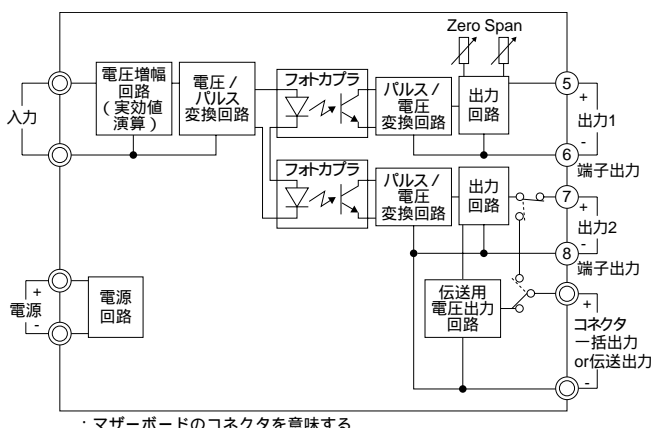 Zero Span
電圧増幅
回路
(実効値
演算)
電圧/
パルス
変換回路
フォトカプラ
パルス/
電圧
変換回路
出力
回路
5
+
出力1
-
6
端子出力
入力
フォトカプラ
パルス/
電圧
変換回路
出力
回路
7
+
出力2
-
8
端子出力
電源
+
-
電源
回路
伝送用
電圧出力
回路
+
コネクタ
一括出力
or伝送出力
-
:マザーボードのコネクタを意味する